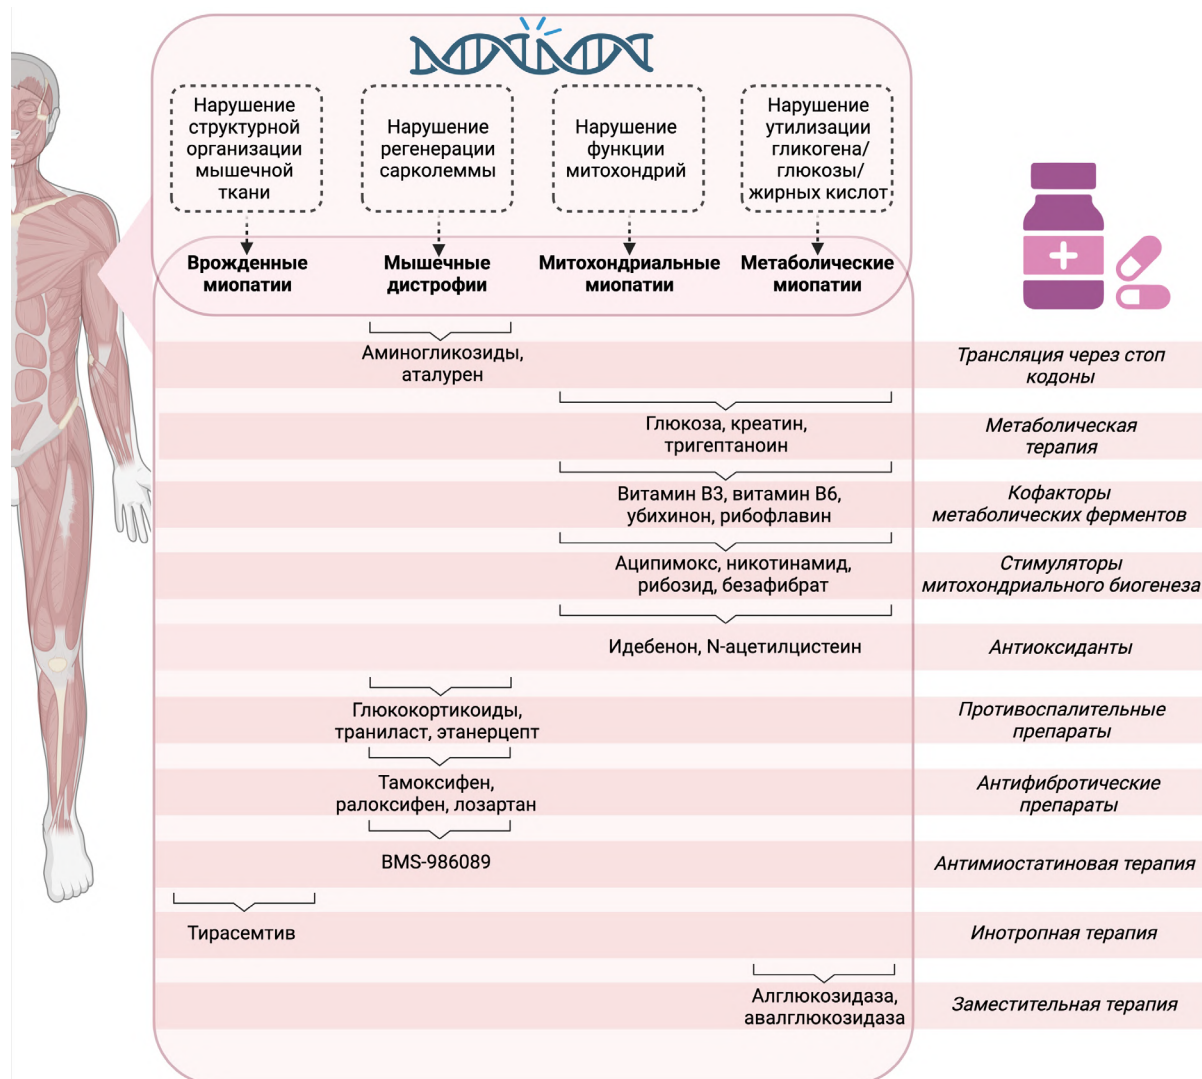 Нарушение
структурной
организации
мышечной
ткани
Нарушение
регенерации
сарколеммы
Нарушение
функции
митохондрий
Нарушение
утилизации
гликогена/
глюкозы/
жирных кислот
Врожденные
миопатии
Мышечные
дистрофии
Митохондриальные
миопатии
Метаболические
миопатии
Аминогликозиды,
аталурен
Трансляция через стоп
кодоны
Глюкоза, креатин,
тригептаноин
Метаболическая
терапия
Витамин B3, витамин B6,
убихинон, рибофлавин
Кофакторы
метаболических ферментов
Аципимокс, никотинамид,
рибозид, безафибрат
Стимуляторы
митохондриального биогенеза
Идебенон, N-ацетилцистеин
Антиоксиданты
Глюкокортикоиды,
траниласт, этанерцепт
Противоспалительные
препараты
Тамоксифен,
ралоксифен, лозартан
Антифибротические
препараты
BMS-986089
Антимиостатиновая терапия
Тирасемтив
Инотропная терапия
Алглюкозидаза,
авалглюкозидаза
Заместительная терапия